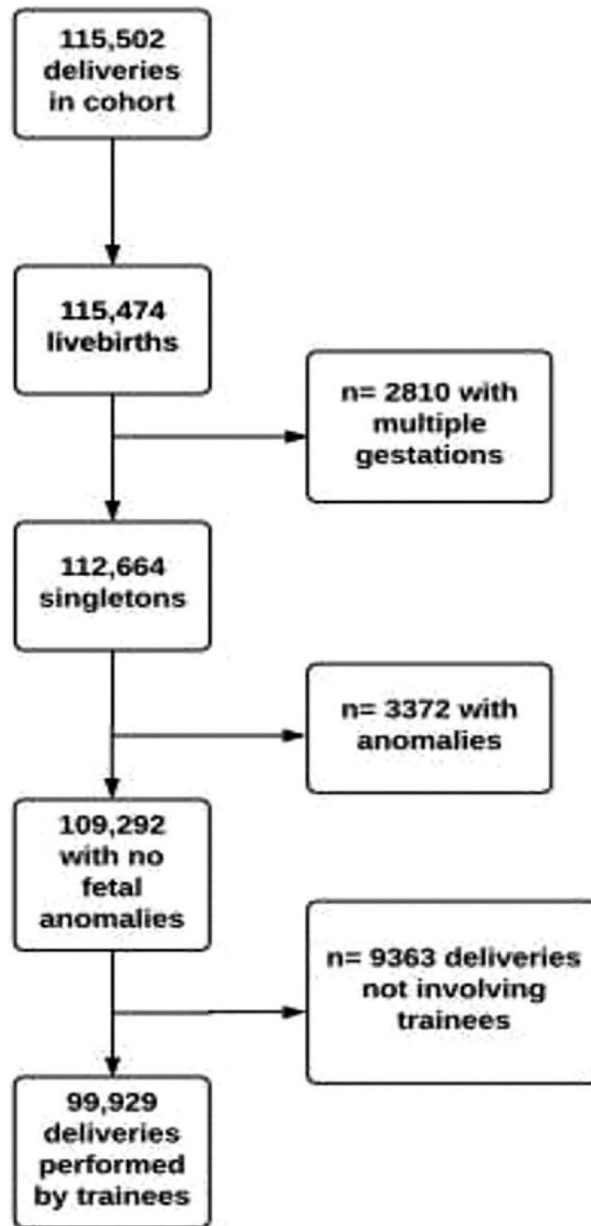 115,502
deliveries
in cohort
115,474
livebirths
n= 2810 with
multiple
gestations
112,664
singletons
n= 3372 with
anomalies
109,292
with no
fetal
anomalies
n= 9363 deliveries
not involving
trainees
99,929
deliveries
performed
by trainees